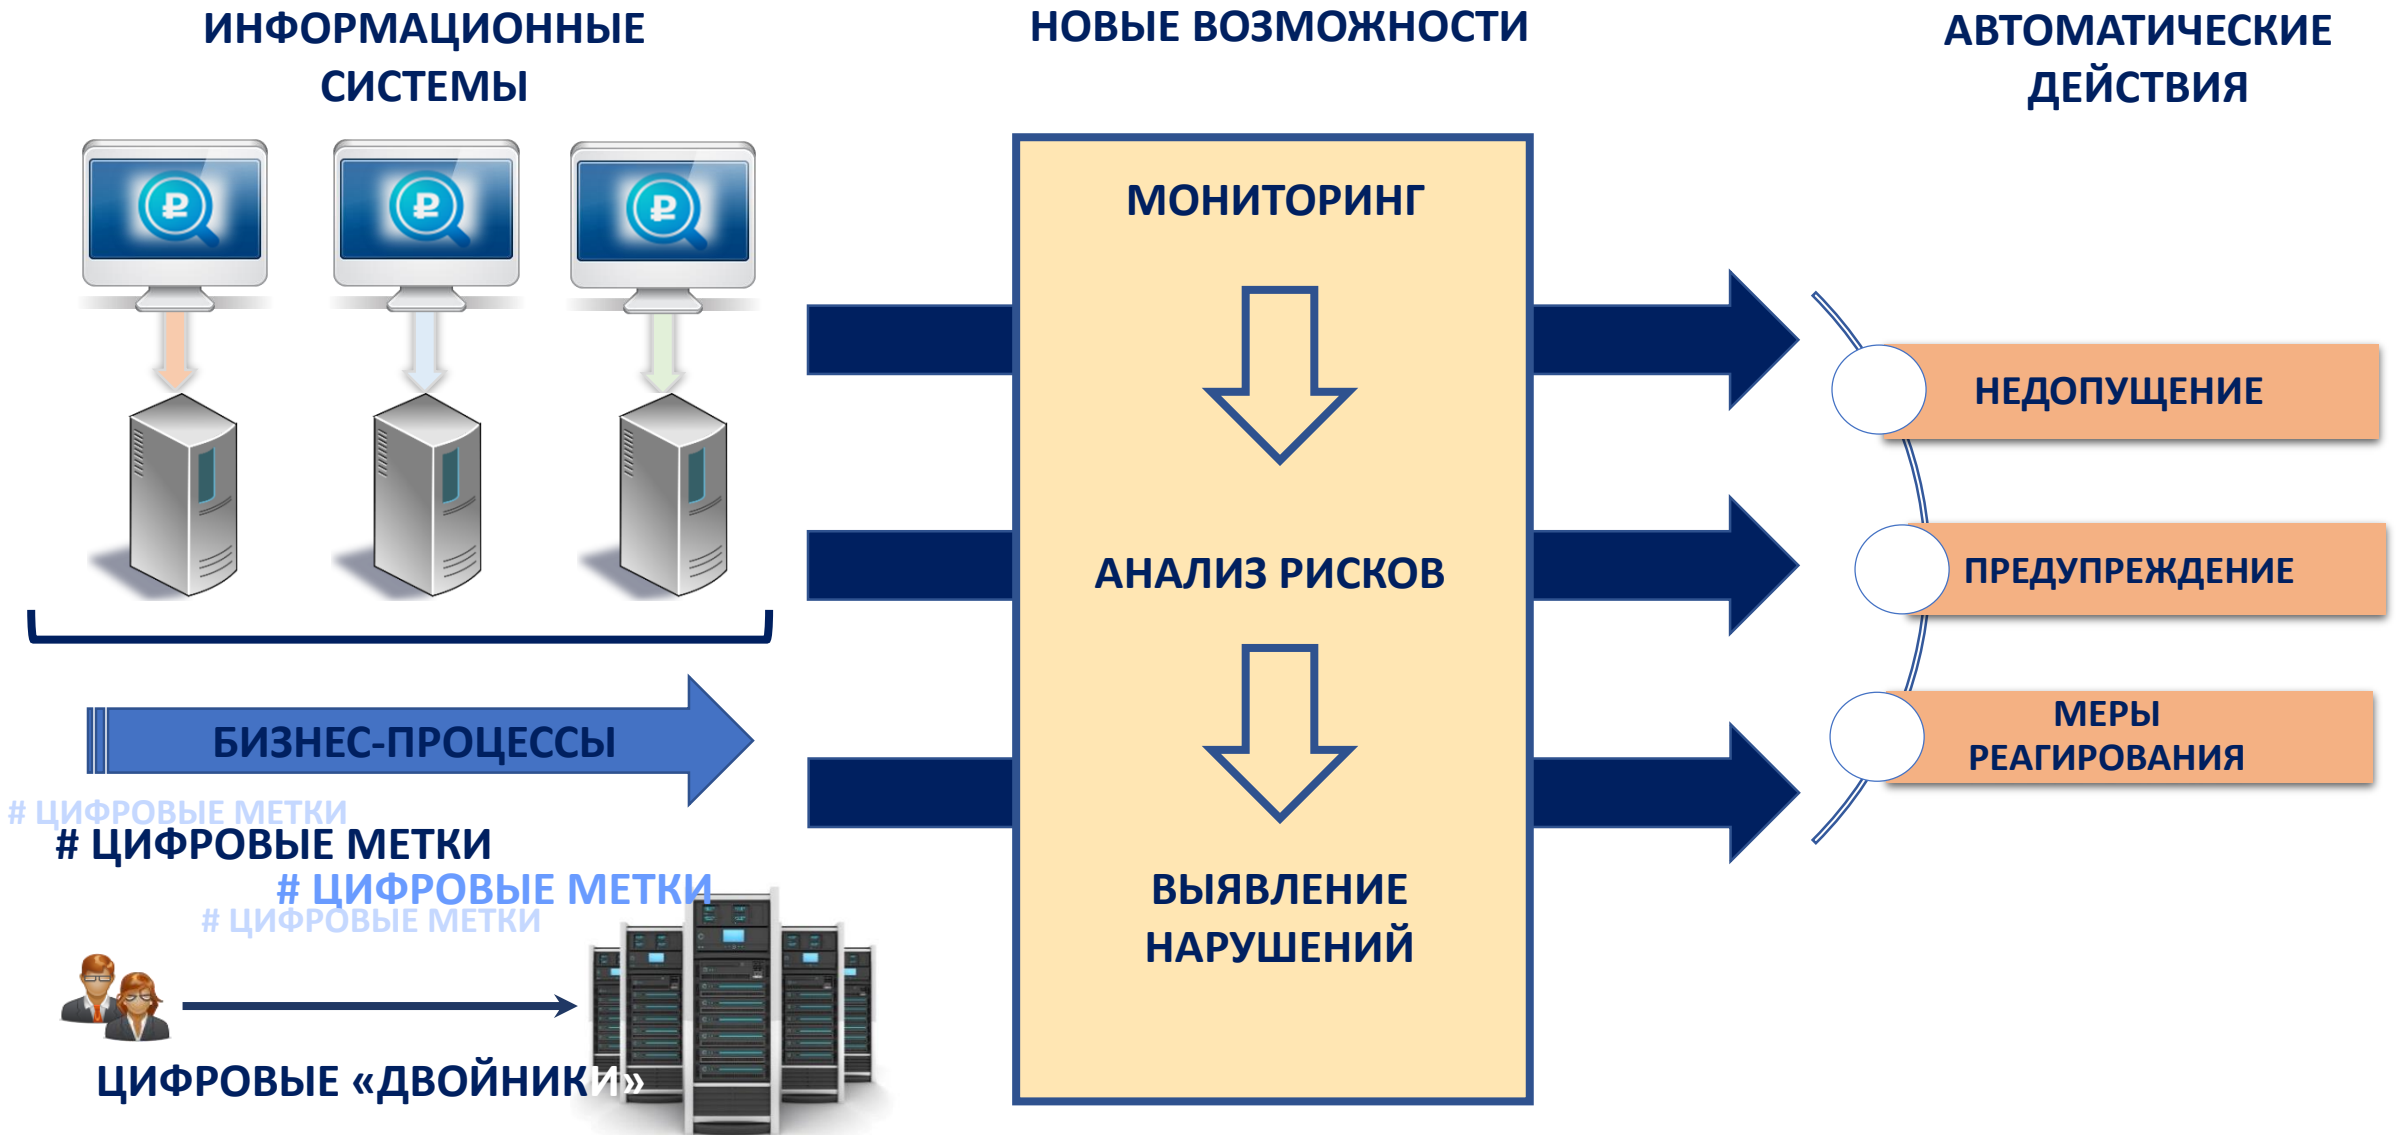 ИНФОРМАЦИОННЫЕ
СИСТЕМЫ
БИЗНЕС-ПРОЦЕССЫ
# ЦИФРОВЫЕ МЕТКИ
# ЦИФРОВЫЕ МЕТКИ
# ЦИФРОВЫЕ МЕТКИ
# ЦИФРОВЫЕ МЕТКИ
ЦИФРОВЫЕ «ДВОЙНИКИ»
НОВЫЕ ВОЗМОЖНОСТИ
МОНИТОРИНГ
АНАЛИЗ РИСКОВ
ВЫЯВЛЕНИЕ
НАРУШЕНИЙ
АВТОМАТИЧЕСКИЕ
ДЕЙСТВИЯ
НЕДОПУЩЕНИЕ
ПРЕДУПРЕЖДЕНИЕ
МЕРЫ
РЕАГИРОВАНИЯ